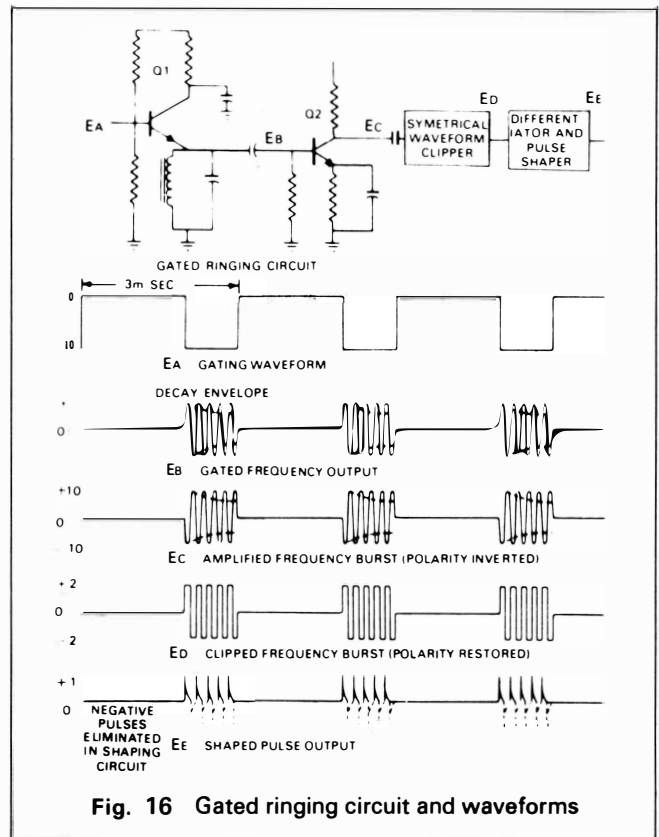 Q1
EA
EB
Q2
EC
SYMETRICAL
WAVEFORM
CLIPPER
ED
DIFFERENT
IATOR AND
PULSE
SHAPER
EE
GATED RINGING CIRCUIT
3m SEC
0
10
EA GATING WAVEFORM
DECAY ENVELOPE
+
0
EB GATED FREQUENCY OUTPUT
+10
0
10
EC AMPLIFIED FREQUENCY BURST (POLARITY INVERTED)
+ 2
0
- 2
ED CLIPPED FREQUENCY BURST (POLARITY RESTORED)
+ 1
0
NEGATIVE
PULSES
ELIMINATED
IN SHAPING
CIRCUIT
EE SHAPED PULSE OUTPUT
Fig. 16 Gated ringing circuit and waveforms